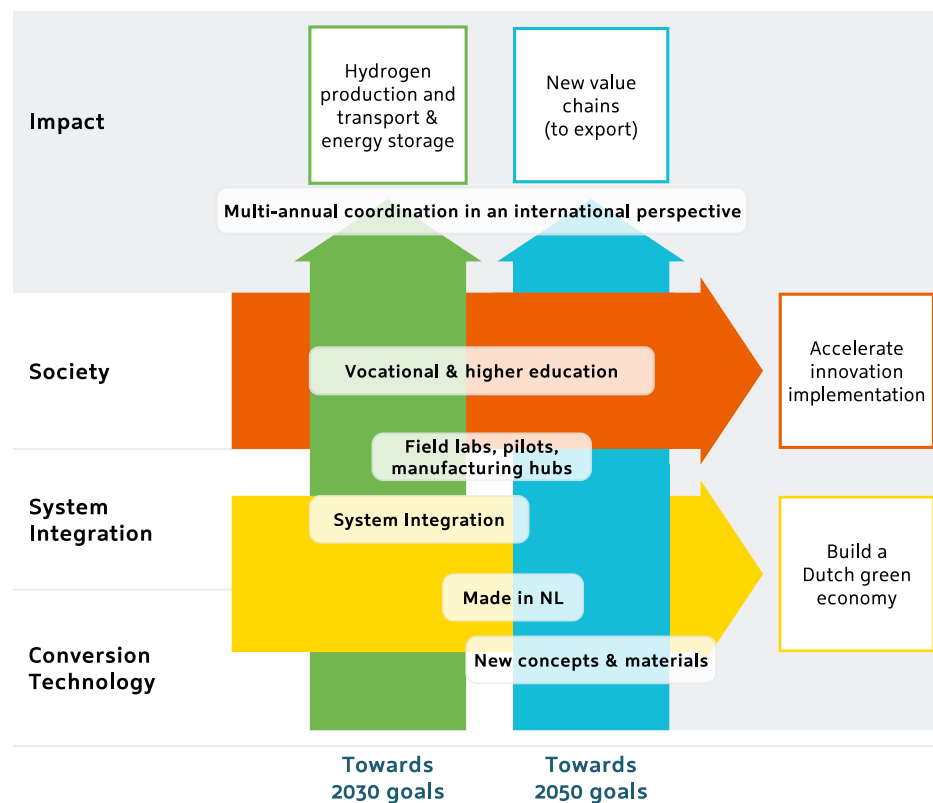 Impact
Hydrogen
production and
transport &
energy storage
New value
chains
(to export)
Multi-annual coordination in an international perspective
Society
Vocational & higher education
Accelerate
innovation
implementation
Field labs, pilots,
manufacturing hubs
System
Integration
System Integration
Build a
Dutch green
economy
Made in NL
Conversion
Technology
New concepts & materials
Towards
2030 goals
Towards
2050 goals